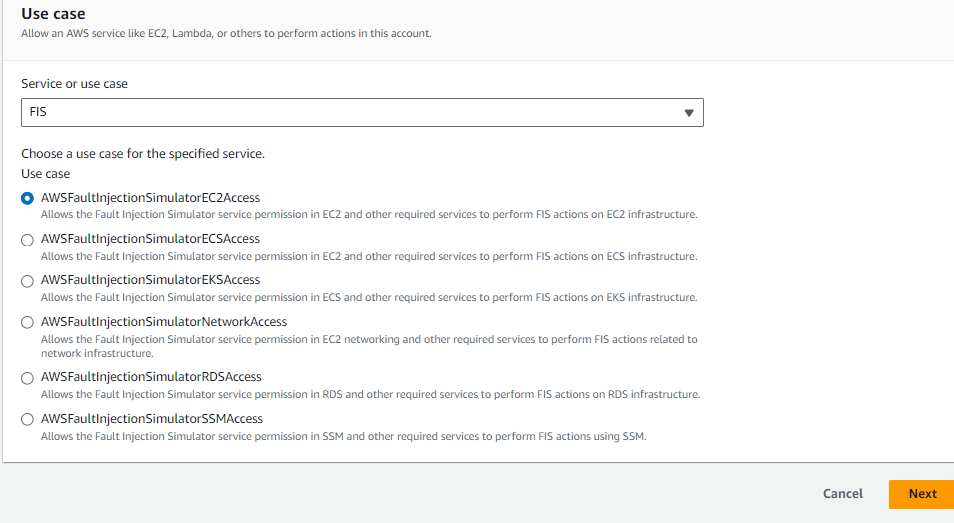 Use case
Allow an AWS service like EC2, Lambda, or others to perform actions in this account.
Service or use case
FIS
Choose a use case for the specified service.
Use case
AWSFaultInjectionSimulatorEC2Access
Allows the Fault Injection Simulator service permission in EC2 and other required services to perform FIS actions on EC2 infrastructure.
AWSFaultInjectionSimulatorECSAccess
Allows the Fault Injection Simulator service permission in EC2 and other required services to perform FIS actions on ECS infrastructure.
AWSFaultInjectionSimulatorEKSAccess
Allows the Fault Injection Simulator service permission in ECS and other required services to perform FIS actions on EKS infrastructure.
AWSFaultInjectionSimulatorNetworkAccess
Allows the Fault Injection Simulator service permission in EC2 networking and other required services to perform FIS actions related to
network infrastructure.
AWSFaultInjectionSimulatorRDSAccess
Allows the Fault Injection Simulator service permission in RDS and other required services to perform FIS actions on RDS infrastructure.
AWSFaultInjectionSimulatorSSMAccess
Allows the Fault Injection Simulator service permission in SSM and other required services to perform FIS actions using SSM.
Cancel
Next